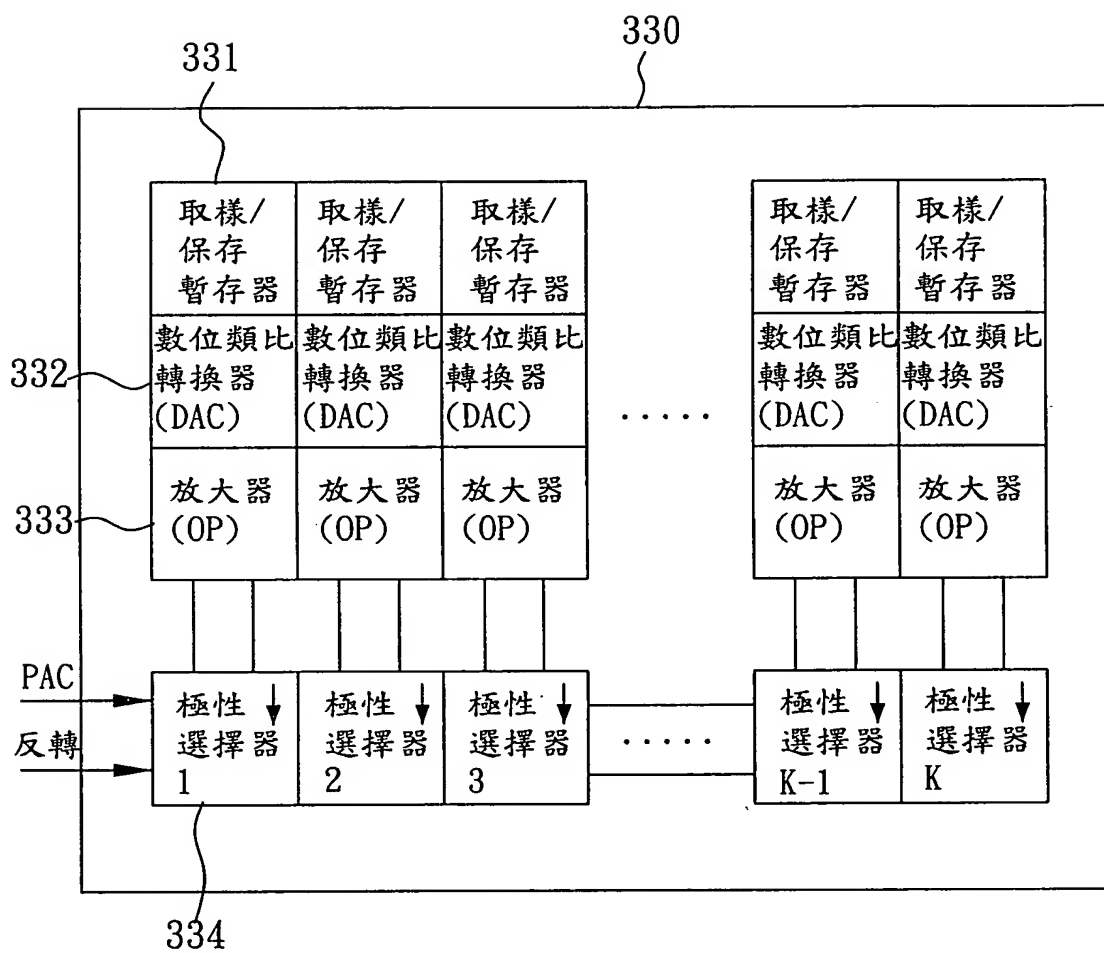 330
331
取樣/
保存
暫存器
取樣/
保存
暫存器
取樣/
保存
暫存器
取樣/
保存
暫存器
取樣/
保存
暫存器
332
數位類比
轉換器
(DAC)
數位類比
轉換器
(DAC)
數位類比
轉換器
(DAC)
.....
數位類比
轉換器
(DAC)
數位類比
轉換器
(DAC)
333
放大器
(OP)
放大器
(OP)
放大器
(OP)
放大器
(OP)
放大器
(OP)
PAC
反轉
極性
選擇器
1
極性
選擇器
2
極性
選擇器
3
.....
極性
選擇器
K-1
極性
選擇器
K
334